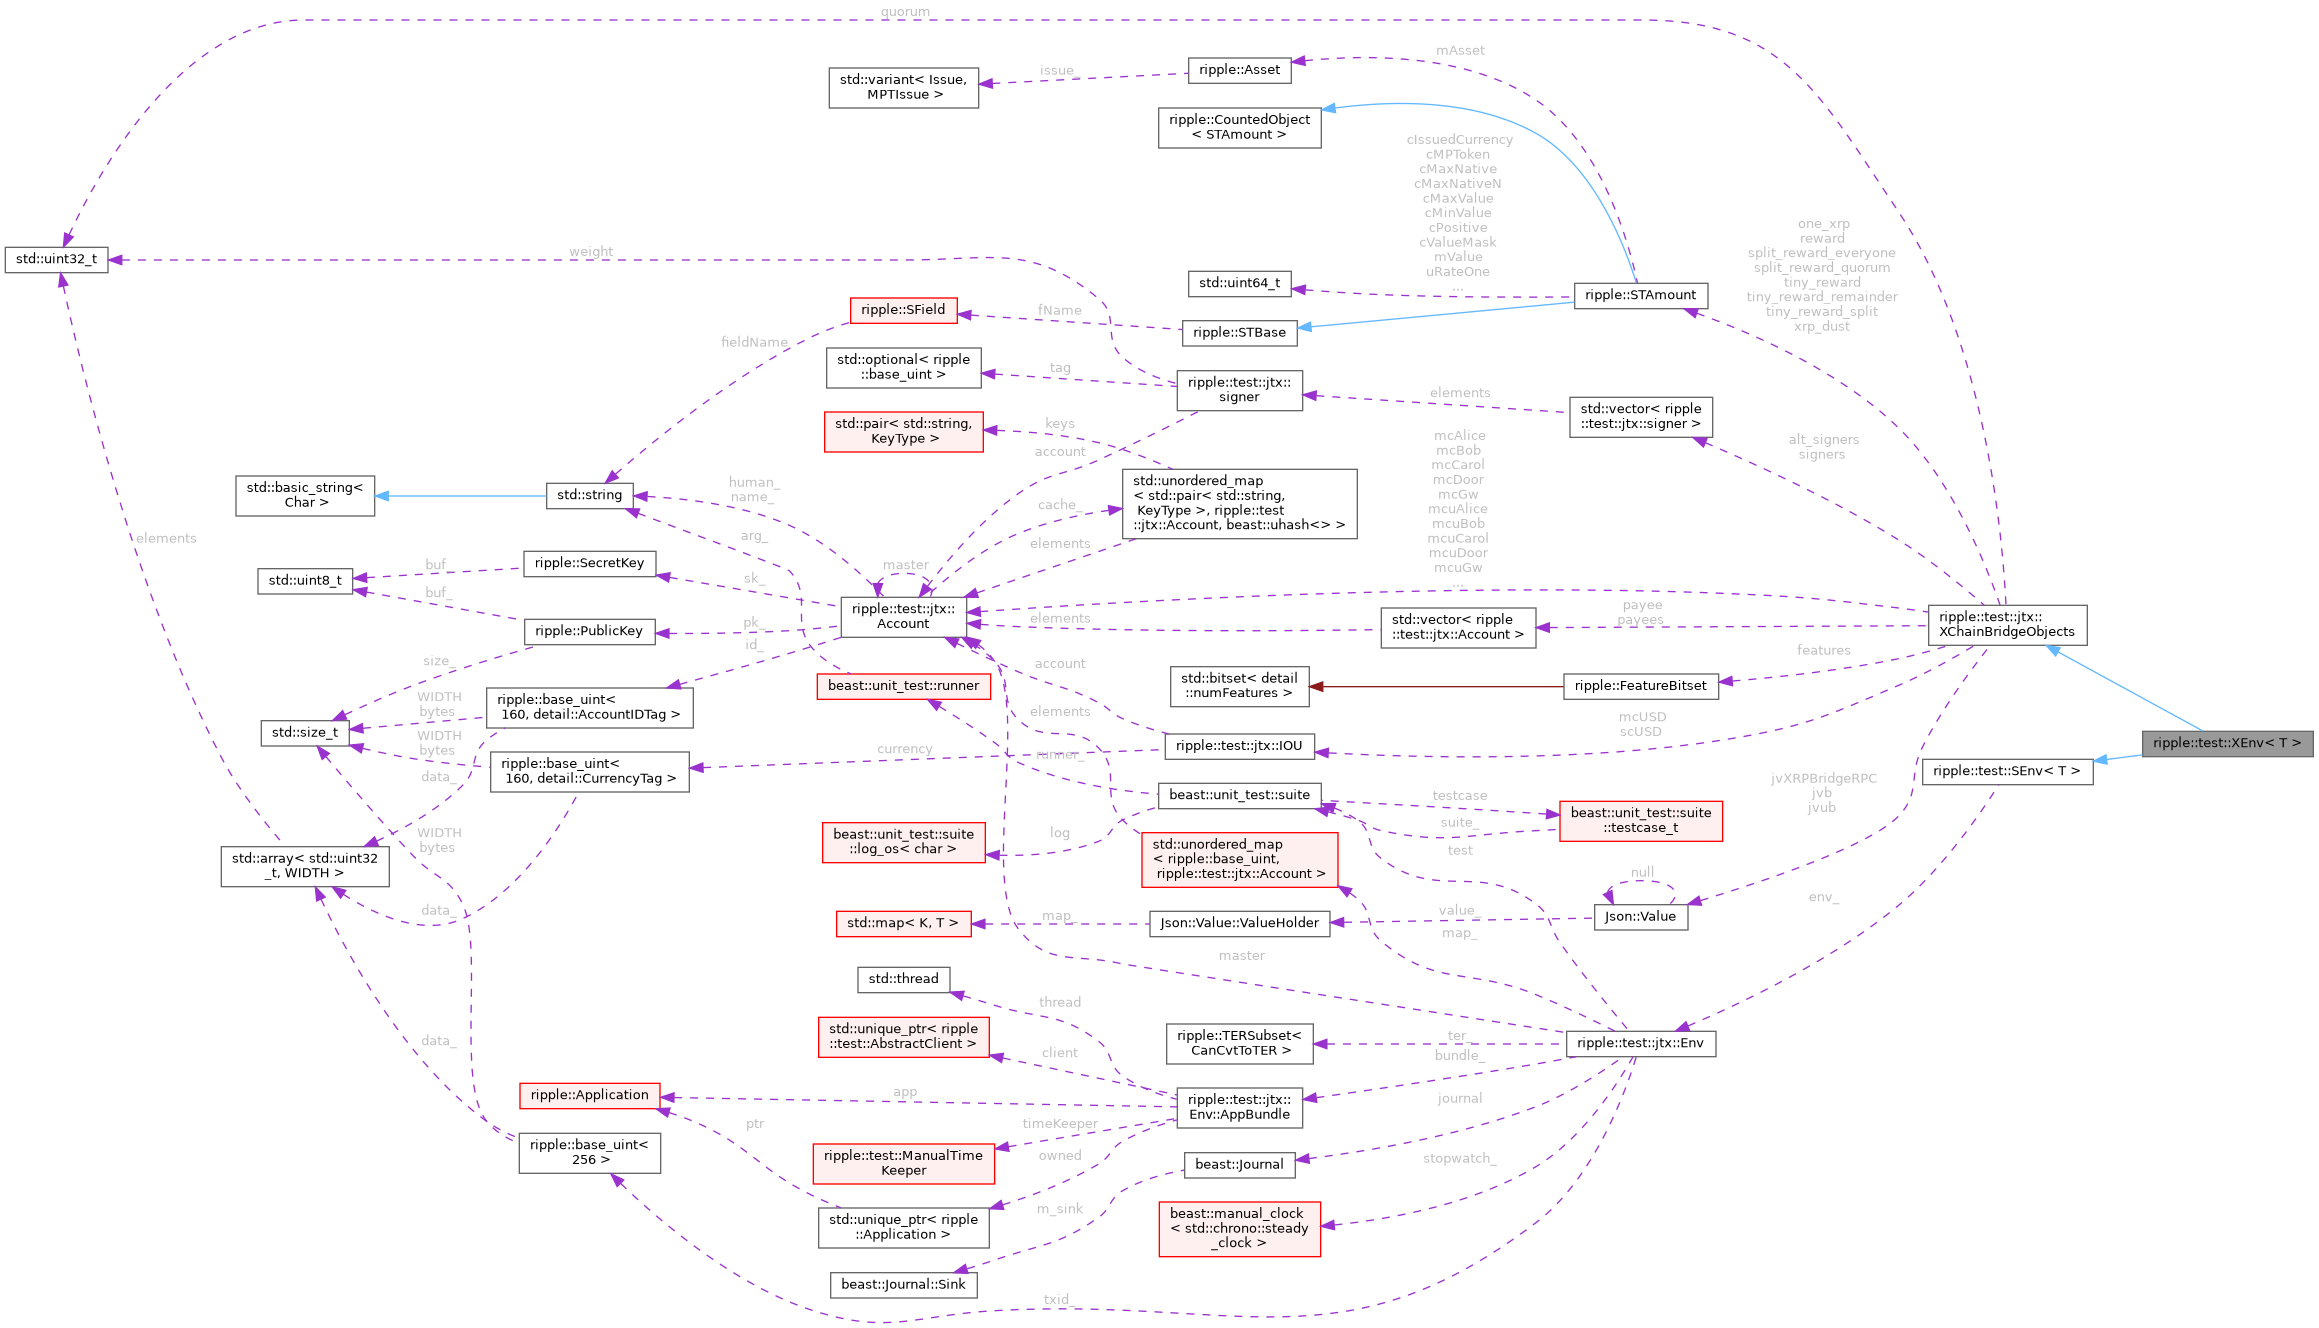 quorum
mAsset
issue_
ripple::Asset
std::variant< Issue,
MPTIssue >
ripple::CountedObject
< STAmount >
cIssuedCurrency
cMPToken
cMaxNative
cMaxNativeN
cMaxValue
cMinValue
cPositive
cValueMask
mValue
uRateOne
...
one_xrp
reward
split_reward_everyone
split_reward_quorum
tiny_reward
tiny_reward_remainder
tiny_reward_split
xrp_dust
std::uint32_t
weight
std::uint64_t
ripple::STAmount
ripple::SField
fName
ripple::STBase
fieldName
std::optional< ripple
::base_uint >
tag
ripple::test::jtx::
signer
elements
std::vector< ripple
::test::jtx::signer >
std::pair< std::string,
KeyType >
keys
account
alt_signers
signers
mcAlice
mcBob
mcCarol
mcDoor
mcGw
mcuAlice
mcuBob
mcuCarol
mcuDoor
mcuGw
...
std::basic_string<
Char >
std::string
human_
name_
std::unordered_map
< std::pair< std::string,
KeyType >, ripple::test
::jtx::Account, beast::uhash<> >
cache_
elements
arg_
elements
std::uint8_t
buf_
buf_
ripple::SecretKey
sk_
master
ripple::test::jtx::
Account
elements
std::vector< ripple
::test::jtx::Account >
payee
payees
ripple::test::jtx::
XChainBridgeObjects
ripple::PublicKey
pk_
id_
size_
account
features
std::bitset< detail
::numFeatures >
ripple::FeatureBitset
beast::unit_test::runner
WIDTH
bytes
ripple::base_uint<
160, detail::AccountIDTag >
elements
mcUSD
scUSD
std::size_t
WIDTH
bytes
currency
ripple::test::jtx::IOU
ripple::test::XEnv< T >
runner_
ripple::base_uint<
160, detail::CurrencyTag >
data_
ripple::test::SEnv< T >
jvXRPBridgeRPC
jvb
jvub
beast::unit_test::suite
testcase
suite_
beast::unit_test::suite
::testcase_t
beast::unit_test::suite
::log_os< char >
log
WIDTH
bytes
std::array< std::uint32
_t, WIDTH >
std::unordered_map
< ripple::base_uint,
ripple::test::jtx::Account >
test
null
data_
std::map< K, T >
map_
Json::Value::ValueHolder
value_
Json::Value
env_
map_
master
std::thread
thread
std::unique_ptr< ripple
::test::AbstractClient >
client
ripple::TERSubset<
CanCvtToTER >
ter_
ripple::test::jtx::Env
bundle_
data_
ripple::Application
app
ripple::test::jtx::
Env::AppBundle
journal
ptr
timeKeeper
ripple::test::ManualTime
Keeper
owned
ripple::base_uint<
256 >
beast::Journal
stopwatch_
std::unique_ptr< ripple
::Application >
m_sink
beast::manual_clock
< std::chrono::steady
_clock >
beast::Journal::Sink
txid_